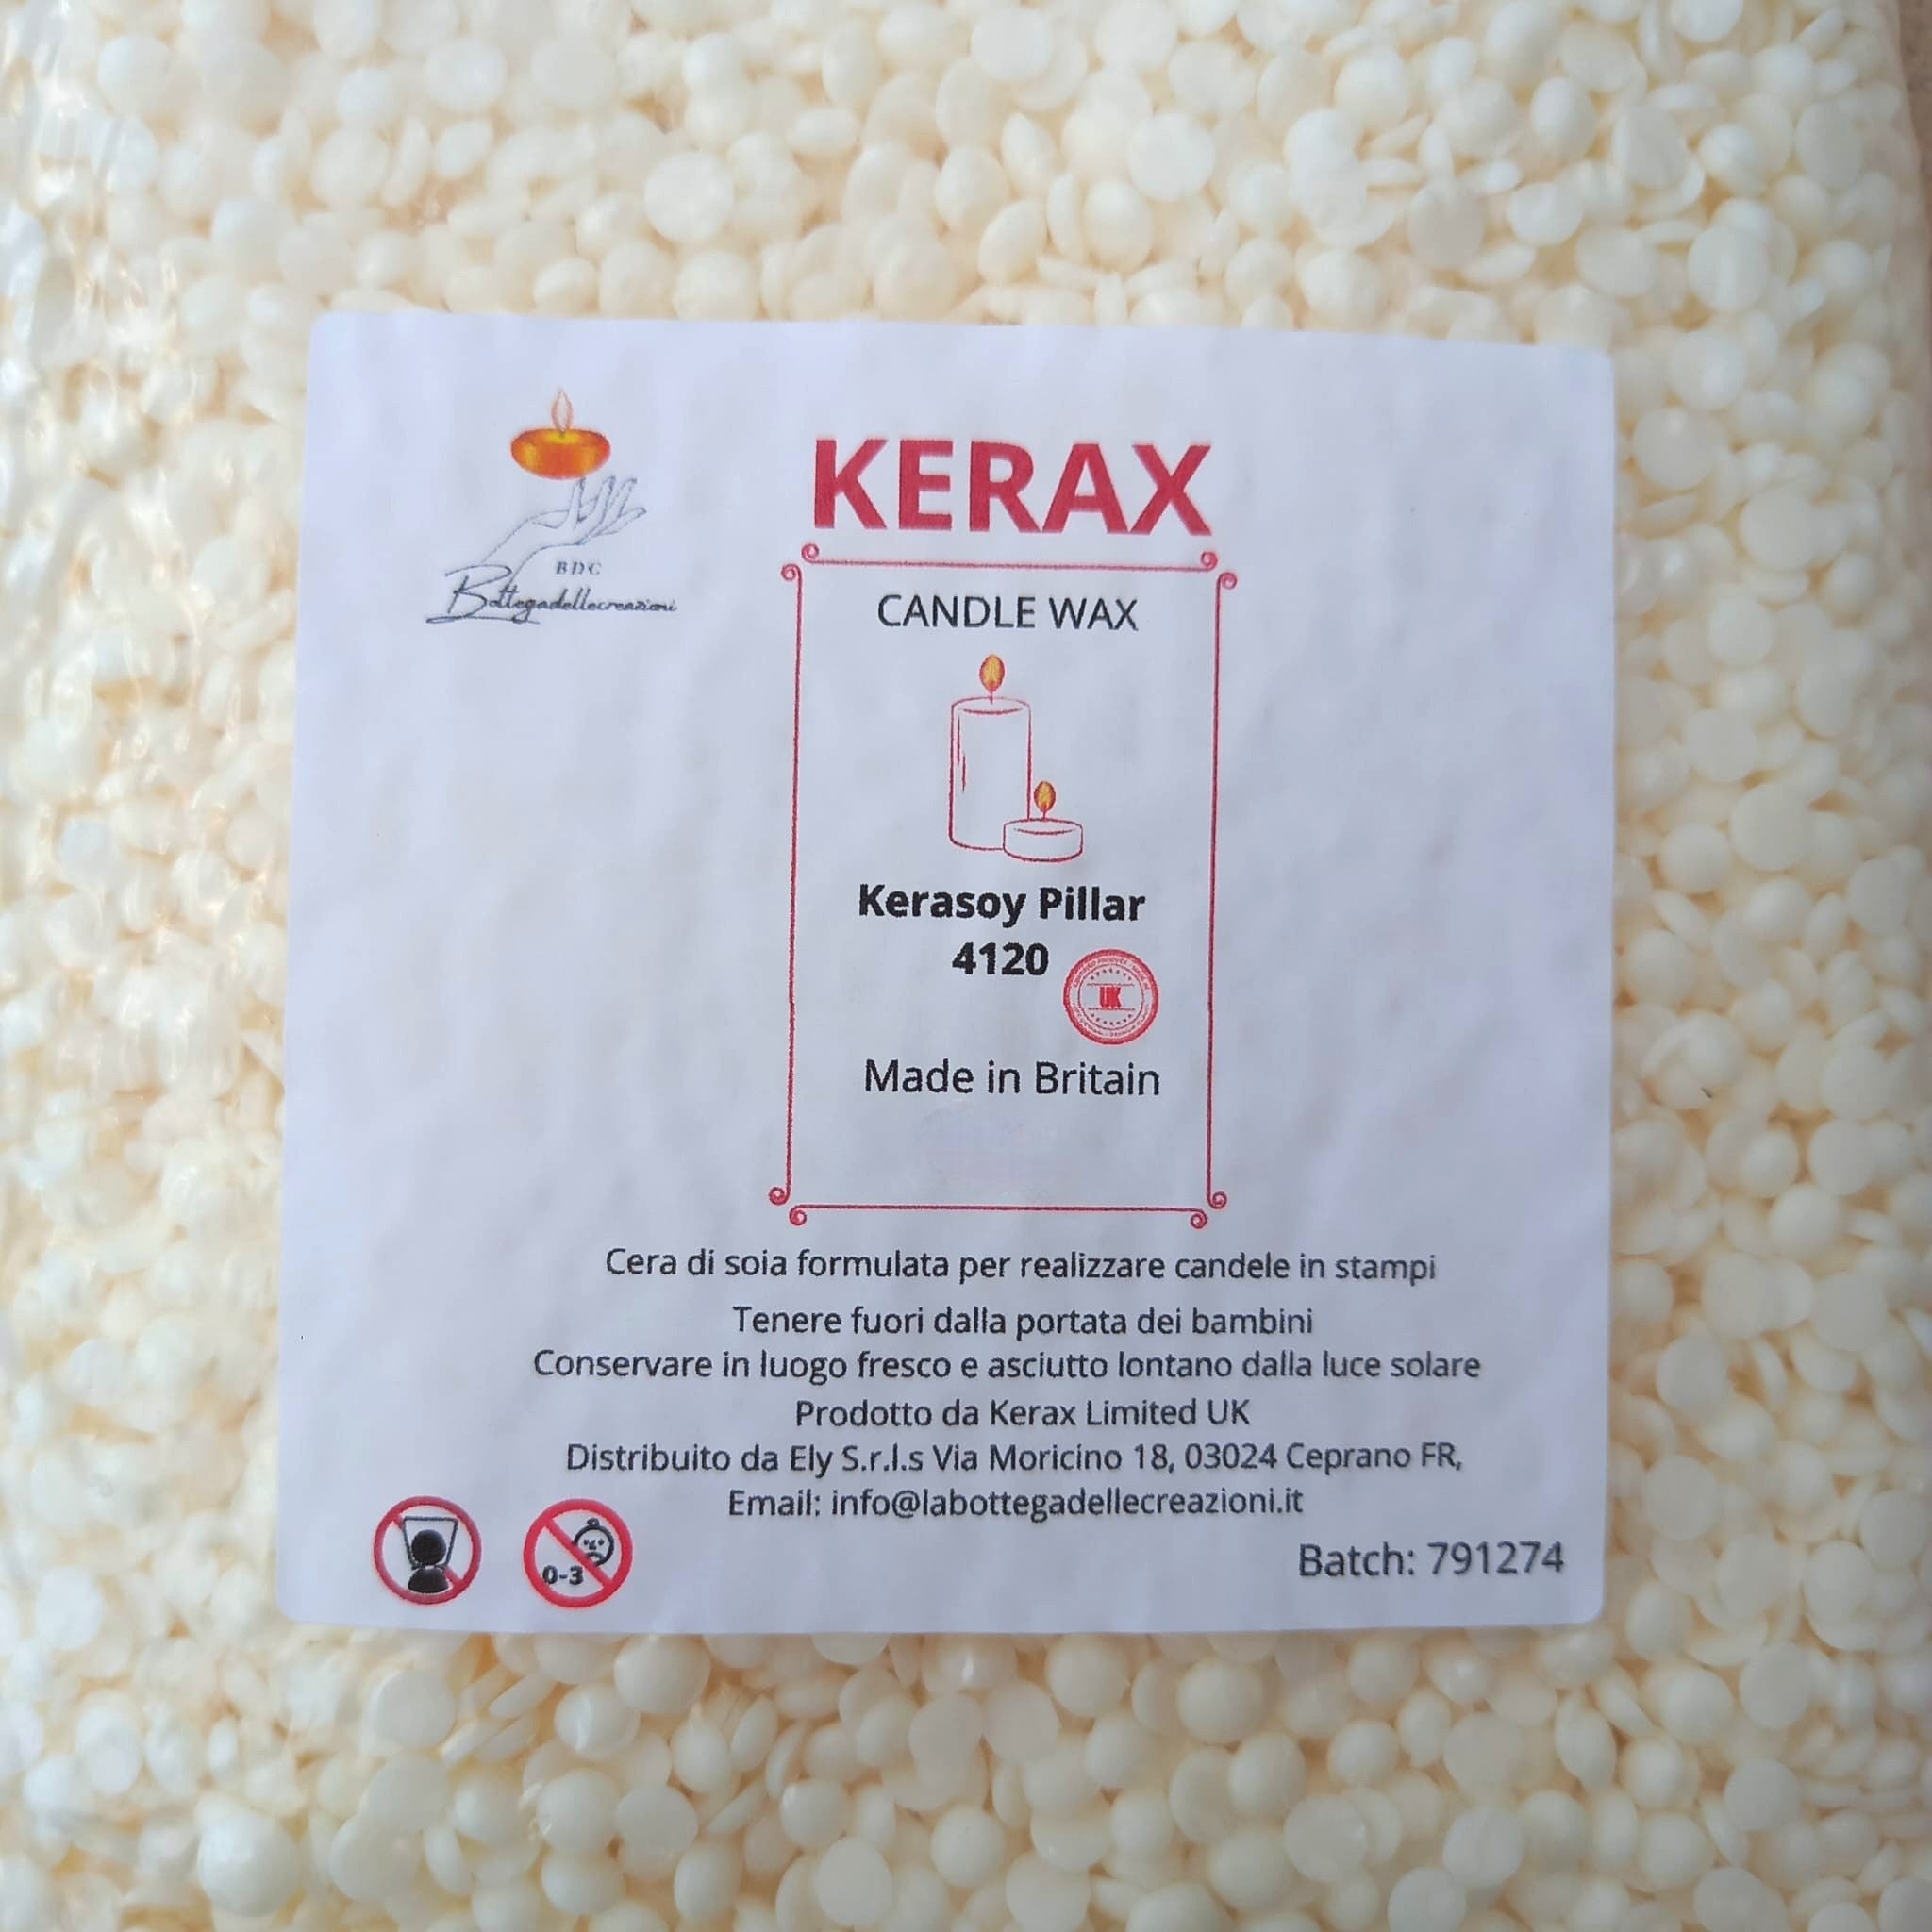 KERAX
BDC
Bottegadellecreazioni
CANDLE WAX
Kerasoy Pillar
4120
UK
Made in Britain
Cera di soia formulata per realizzare candele in stampi
Tenere fuori dalla portata dei bambini
Conservare in luogo fresco e asciutto lontano dalla luce solare
Prodotto da Kerax Limited UK
Distribuito da Ely S.r.l.s Via Moricino 18, 03024 Ceprano FR,
Email: info@labottegadellecreazioni.it
0-3
Batch: 791274